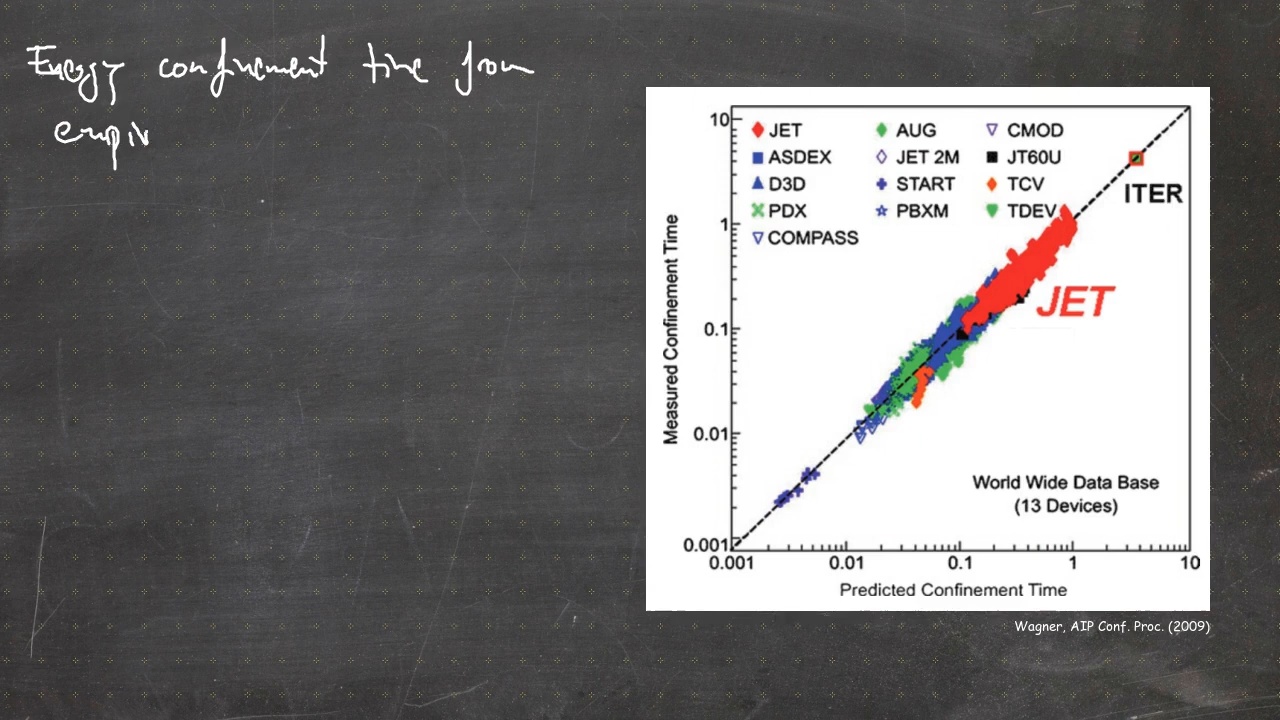 Energy confinement time from
empir
10
JET
AUG
CMOD
ASDEX
JET 2M
JT60U
D3D
START
TCV
PDX
PBXM
TDEV
COMPASS
ITER
1
JET
0.1
0.01
World Wide Data Base
(13 Devices)
0.001
0.001
0.01
0.1
1
10
Measured Confinement Time
Predicted Confinement Time
Wagner, AIP Conf. Proc. (2009)